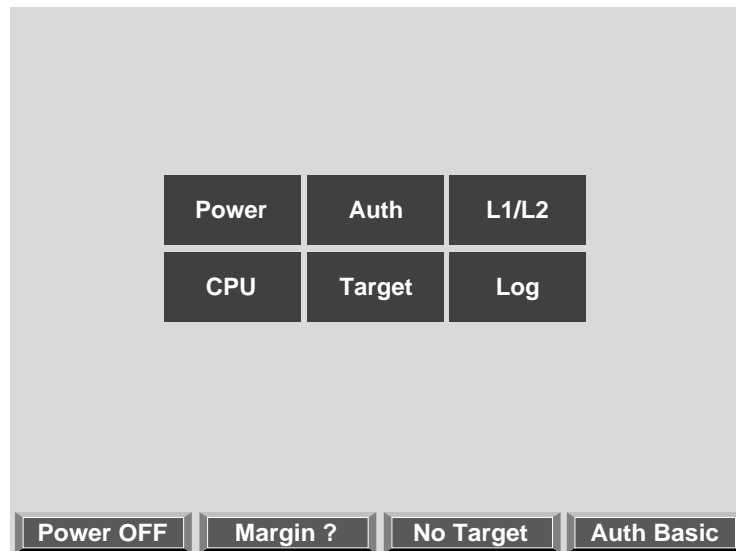 Power Auth L1/L2
CPU Target Log
Power OFF Margin ? No Target Auth Basic